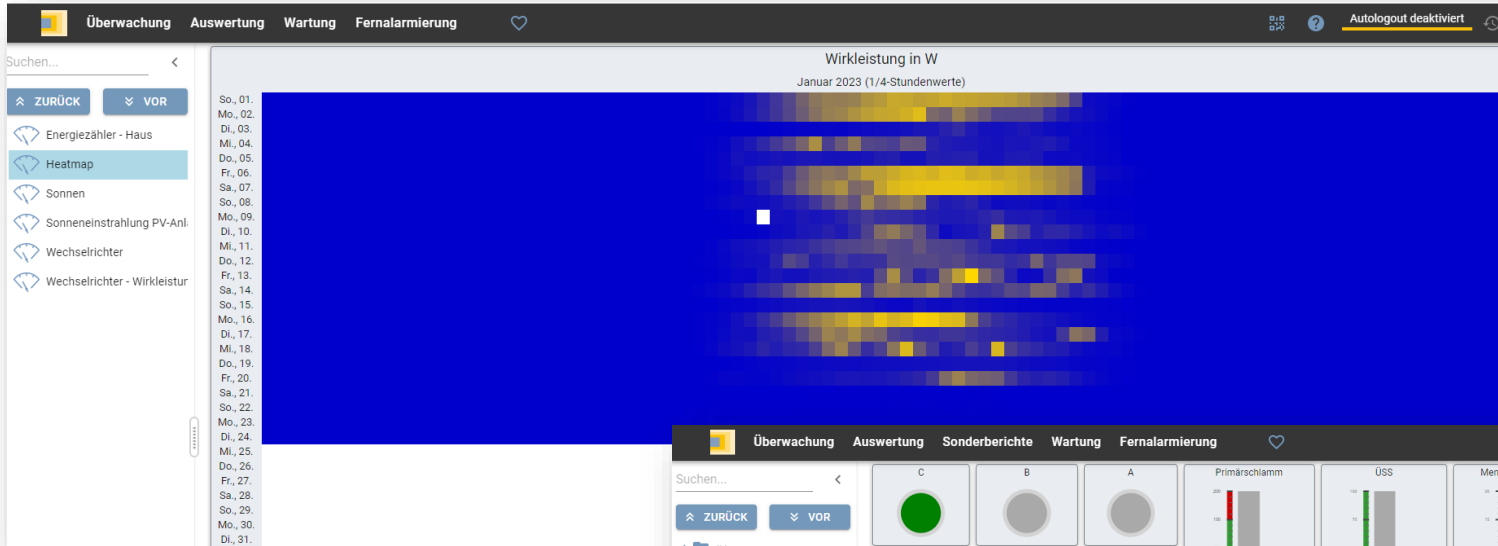 Überwachung Auswertung Wartung Fernalarmierung Autologout deaktiviert
Suchen...
ZURÜCK VOR
Energiezähler - Haus
Heatmap
Sonnen
Sonneneinstrahlung PV-Anl
Wechselrichter
Wechselrichter - Wirkleistur
Wirkleistung in W
Januar 2023 (1/4-Stundenwerte)
So., 01.
Mo., 02.
Di., 03.
Mi., 04.
Do., 05.
Fr., 06.
Sa., 07.
So., 08.
Mo., 09.
Di., 10.
Mi., 11.
Do., 12.
Fr., 13.
Sa., 14.
So., 15.
Mo., 16.
Di., 17.
Mi., 18.
Do., 19.
Fr., 20.
Sa., 21.
So., 22.
Mo., 23.
Di., 24.
Mi., 25.
Do., 26.
Fr., 27.
Sa., 28.
So., 29.
Mo., 30.
Di., 31.
Überwachung Auswertung Sonderberichte Wartung Fernalarmierung
Suchen...
ZURÜCK VOR
C B A Primärschlamm ÜSS Men